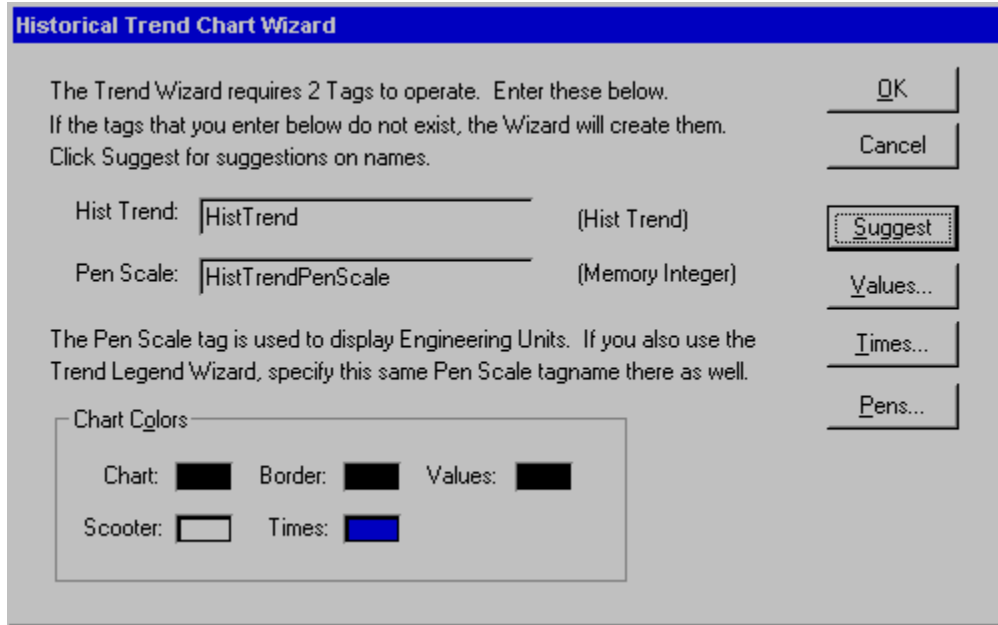 Historical Trend Chart Wizard
The Trend Wizard requires 2 Tags to operate.  Enter these below.
If the tags that you enter below do not exist, the Wizard will create them.
Click Suggest for suggestions on names.
Hist Trend: HistTrend (Hist Trend)
Pen Scale: HistTrendPenScale (Memory Integer)
The Pen Scale tag is used to display Engineering Units.  If you also use the
Trend Legend Wizard, specify this same Pen Scale tagname there as well.
Chart Colors
Chart: Border: Values:
Scooter: Times:
OK
Cancel
Suggest
Values...
Times...
Pens...